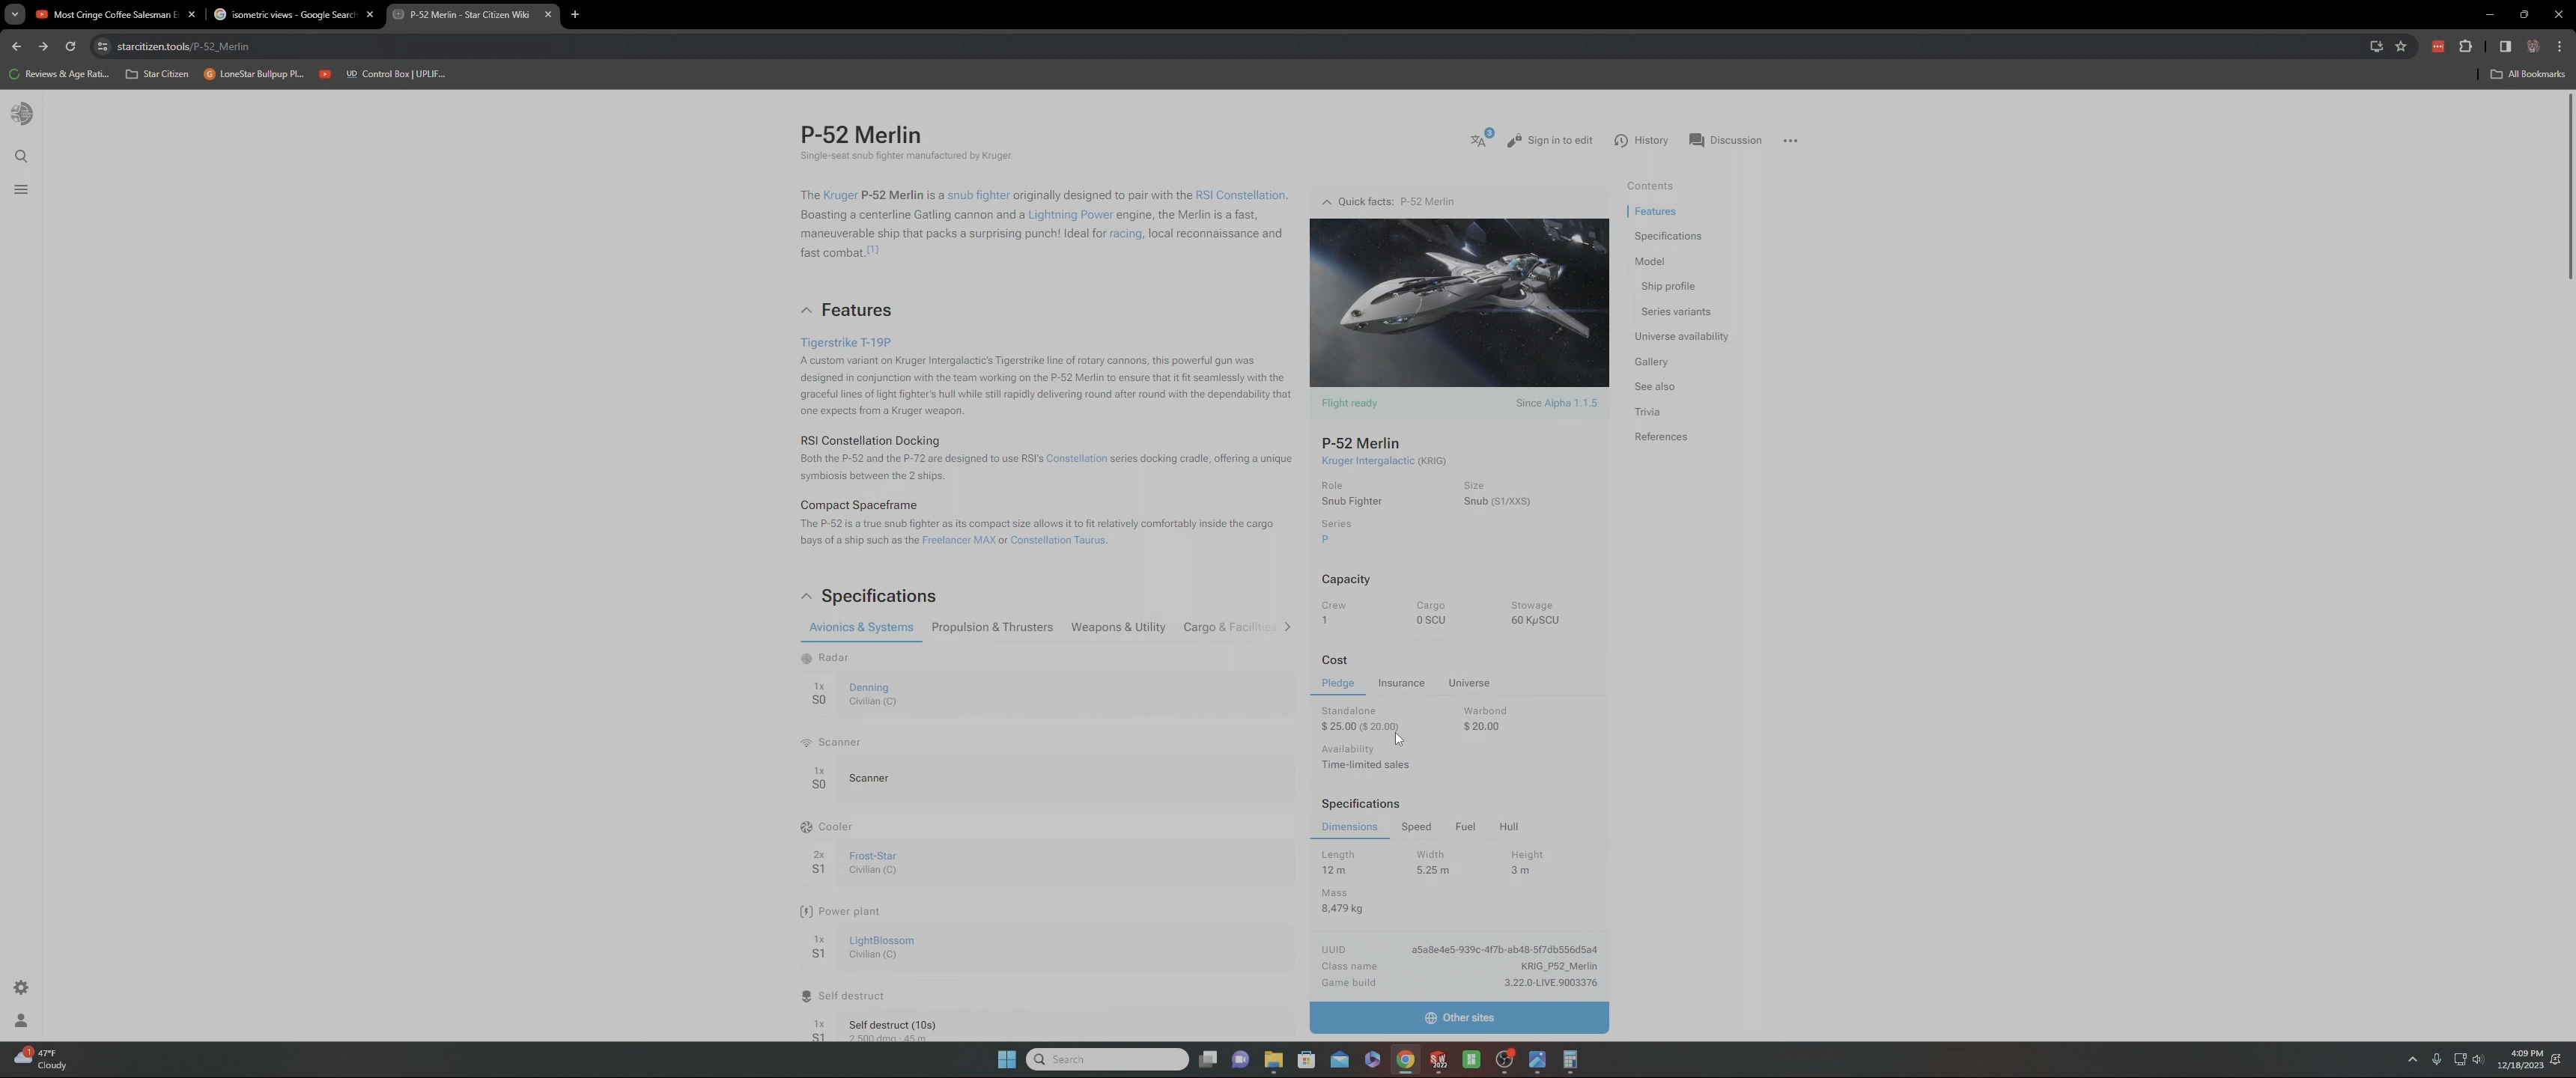 Most Cringe Coffee Salesman E
isometric views - Google Search
P-52 Merlin - Star Citizen Wiki
starcitizen.tools/P-52_Merlin
Reviews & Age Rati...
Star Citizen
LoneStar Bullpup Pl...
UD Control Box | UPLIF...
All Bookmarks
P-52 Merlin
Single-seat snub fighter manufactured by Kruger
3
Sign in to edit
History
Discussion
The Kruger P-52 Merlin is a snub fighter originally designed to pair with the RSI Constellation.
Boasting a centerline Gatling cannon and a Lightning Power engine, the Merlin is a fast,
maneuverable ship that packs a surprising punch! Ideal for racing, local reconnaissance and
fast combat.[1]
Features
Tigerstrike T-19P
A custom variant on Kruger Intergalactic's Tigerstrike line of rotary cannons, this powerful gun was
designed in conjunction with the team working on the P-52 Merlin to ensure that it fit seamlessly with the
graceful lines of light fighter's hull while still rapidly delivering round after round with the dependability that
one expects from a Kruger weapon.
RSI Constellation Docking
Both the P-52 and the P-72 are designed to use RSI's Constellation series docking cradle, offering a unique
symbiosis between the 2 ships.
Compact Spaceframe
The P-52 is a true snub fighter as its compact size allows it to fit relatively comfortably inside the cargo
bays of a ship such as the Freelancer MAX or Constellation Taurus.
Specifications
Avionics & Systems
Propulsion & Thrusters
Weapons & Utility
Cargo & Facilities
Radar
1x
S0
Denning
Civilian (C)
Scanner
1x
S0
Scanner
Cooler
2x
S1
Frost-Star
Civilian (C)
Power plant
1x
S1
LightBlossom
Civilian (C)
Self destruct
1x
S1
Self destruct (10s)
2,500 dmg · 45 m
Quick facts: P-52 Merlin
Flight ready
Since Alpha 1.1.5
P-52 Merlin
Kruger Intergalactic (KRIG)
Role
Size
Snub Fighter
Snub (S1/XXS)
Series
P
Capacity
Crew
Cargo
Stowage
1
0 SCU
60 KµSCU
Cost
Pledge
Insurance
Universe
Standalone
Warbond
$ 25.00 ($ 20.00)
$ 20.00
Availability
Time-limited sales
Specifications
Dimensions
Speed
Fuel
Hull
Length
Width
Height
12 m
5.25 m
3 m
Mass
8,479 kg
UUID
a5a8e4e5-939c-4f7b-ab48-5f7db556d5a4
Class name
KRIG_P52_Merlin
Game build
3.22.0-LIVE.9003376
Other sites
Contents
Features
Specifications
Model
Ship profile
Series variants
Universe availability
Gallery
See also
Trivia
References
1
47°F
Cloudy
Search
SW
2022
4:09 PM
12/18/2023